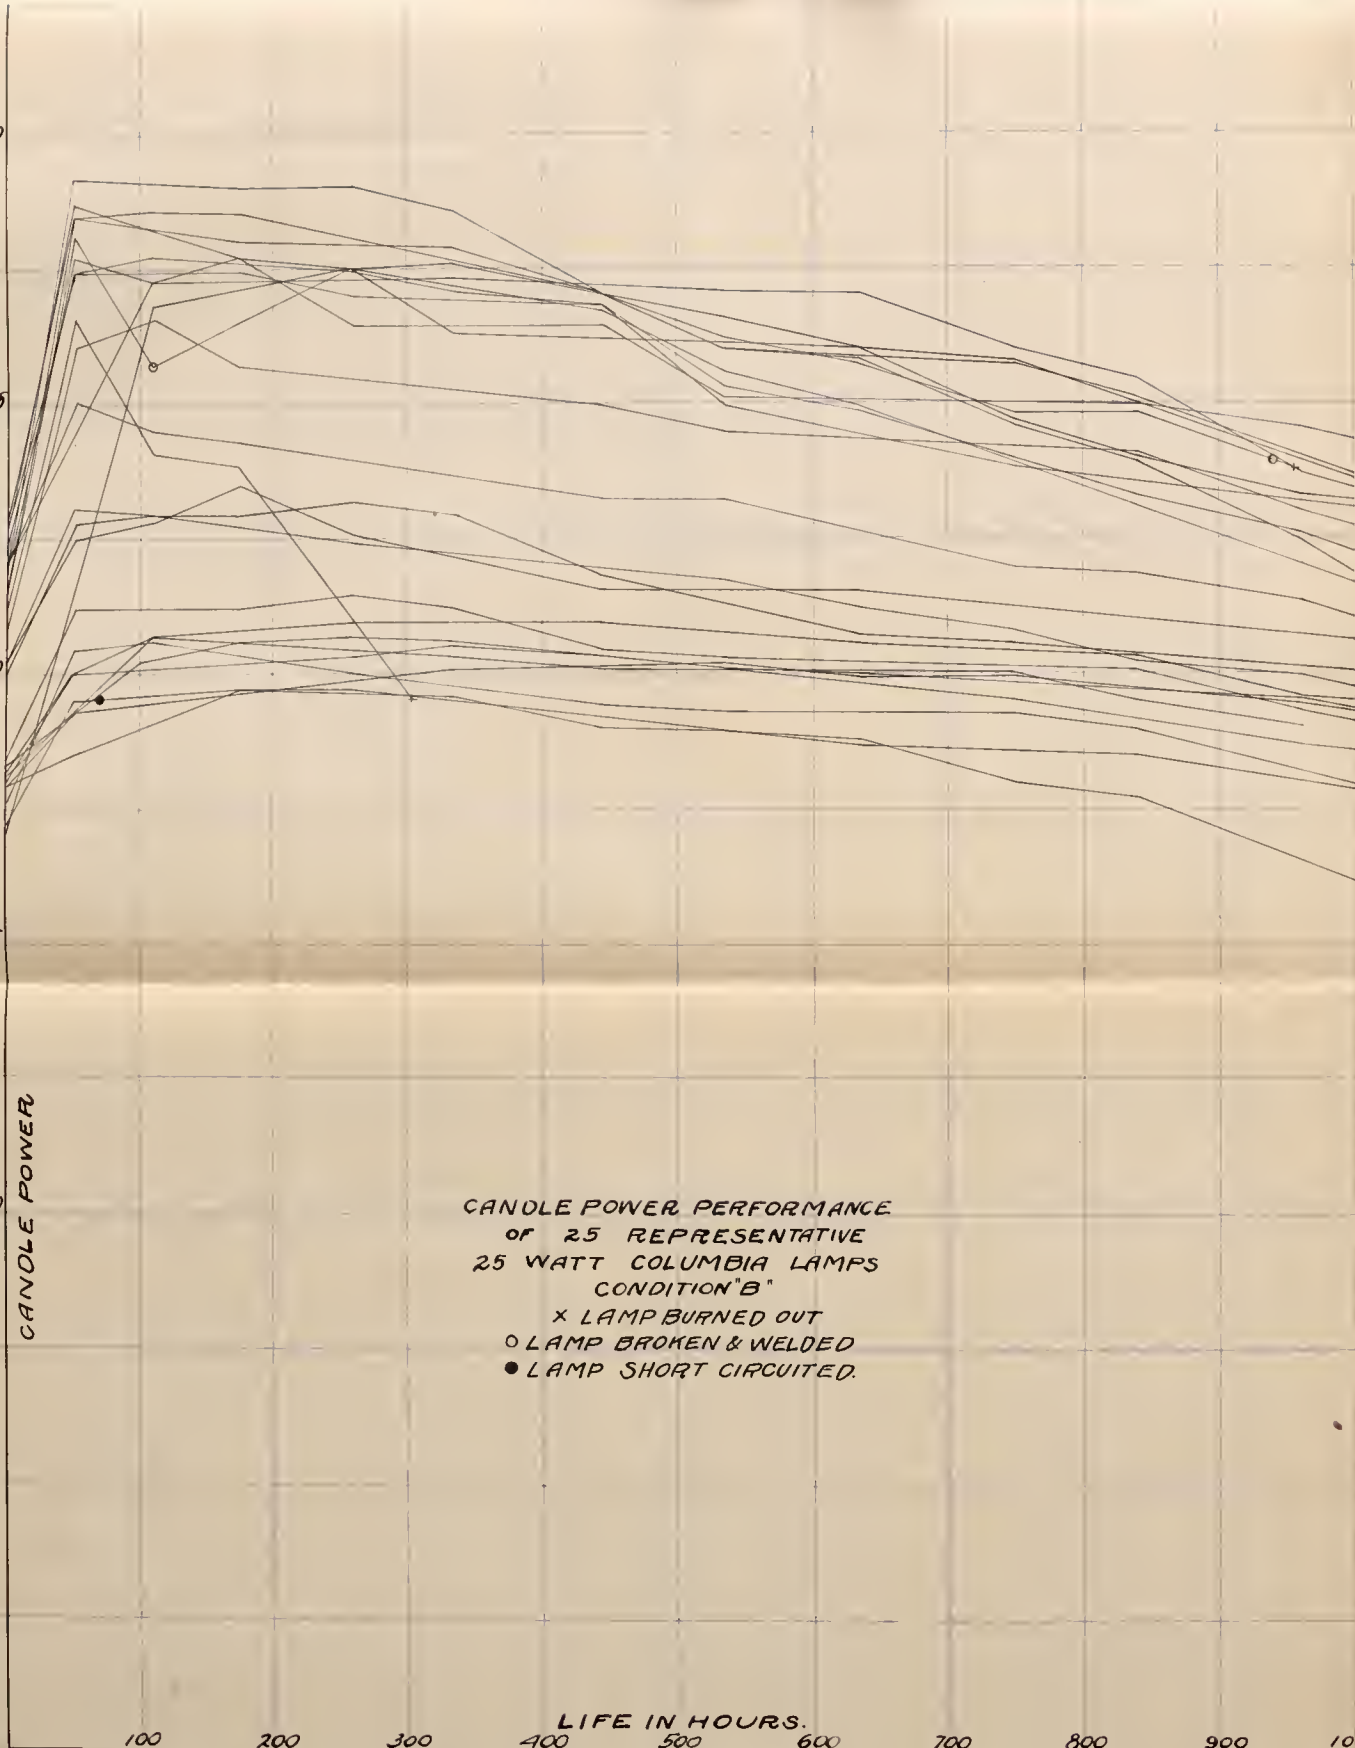 CANDLE POWER
CANDLE POWER PERFORMANCE
OF 25 REPRESENTATIVE
25 WATT COLUMBIA LAMPS
CONDITION "B"
× LAMP BURNED OUT
○ LAMP BROKEN & WELDED
● LAMP SHORT CIRCUITED.
LIFE IN HOURS.
100 200 300 400 500 600 700 800 900